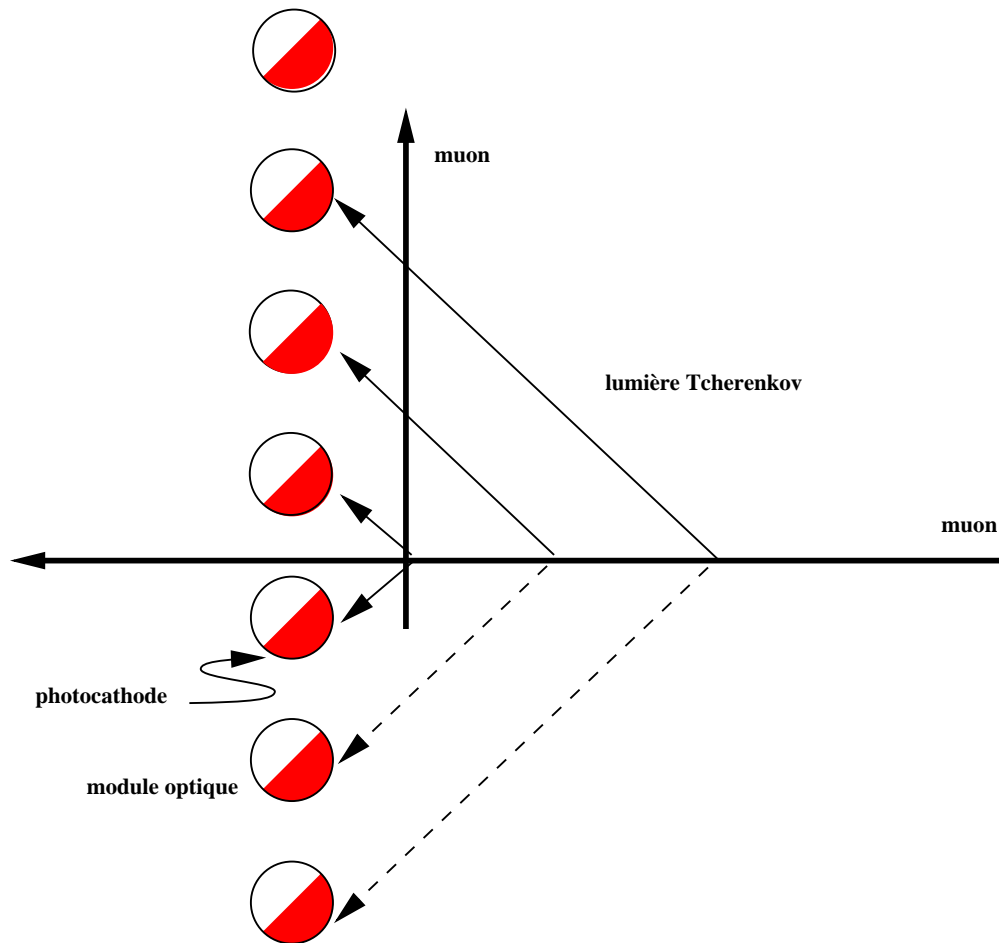 muon
lumière Tcherenkov
muon
photocathode
module optique